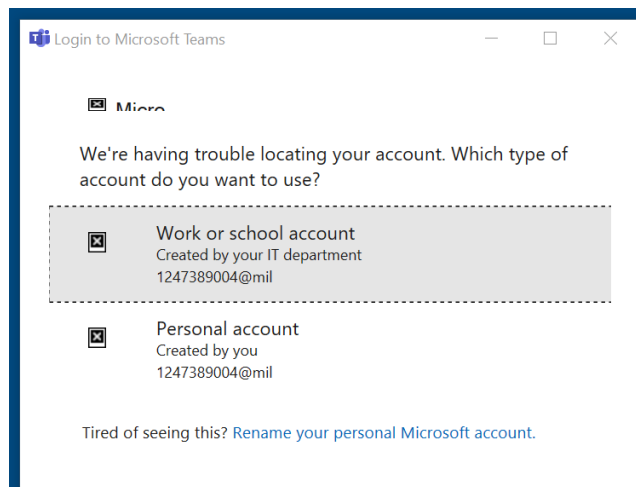 Login to Microsoft Teams
Micro
We're having trouble locating your account. Which type of
account do you want to use?
Work or school account
Created by your IT department
1247389004@mil
Personal account
Created by you
1247389004@mil
Tired of seeing this? Rename your personal Microsoft account.